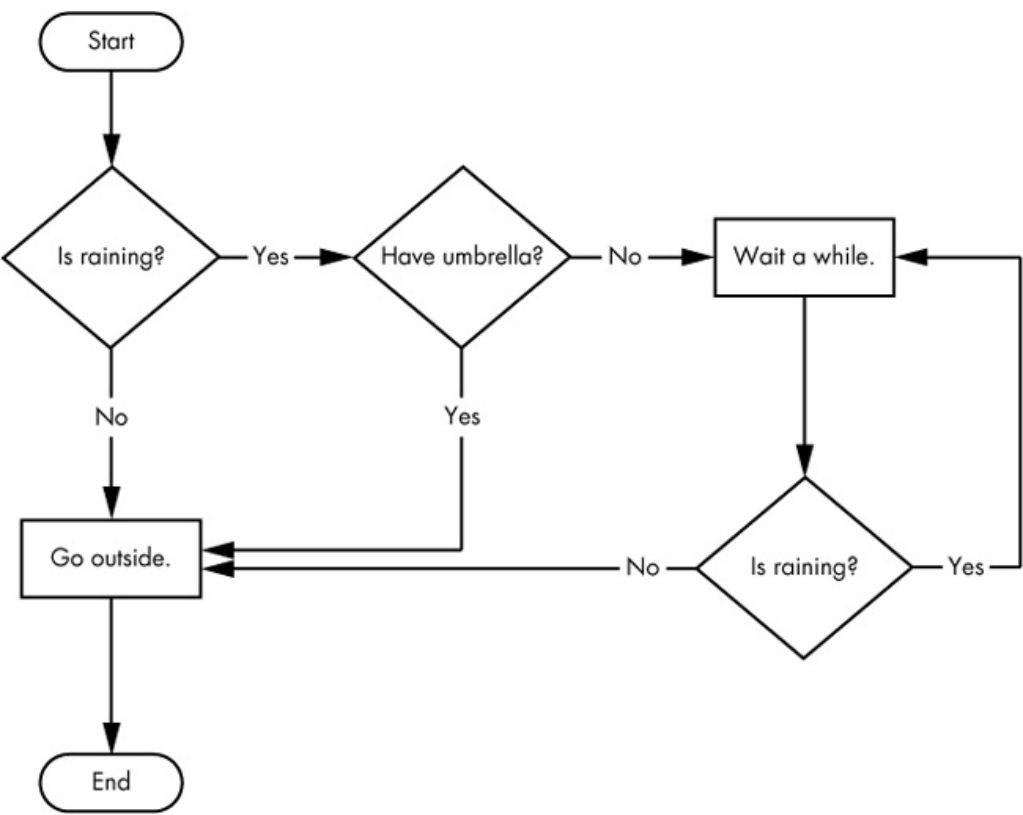 Start
Is raining?
Yes
Have umbrella?
No
Wait a while.
No
Yes
Go outside.
No
Is raining?
Yes
End